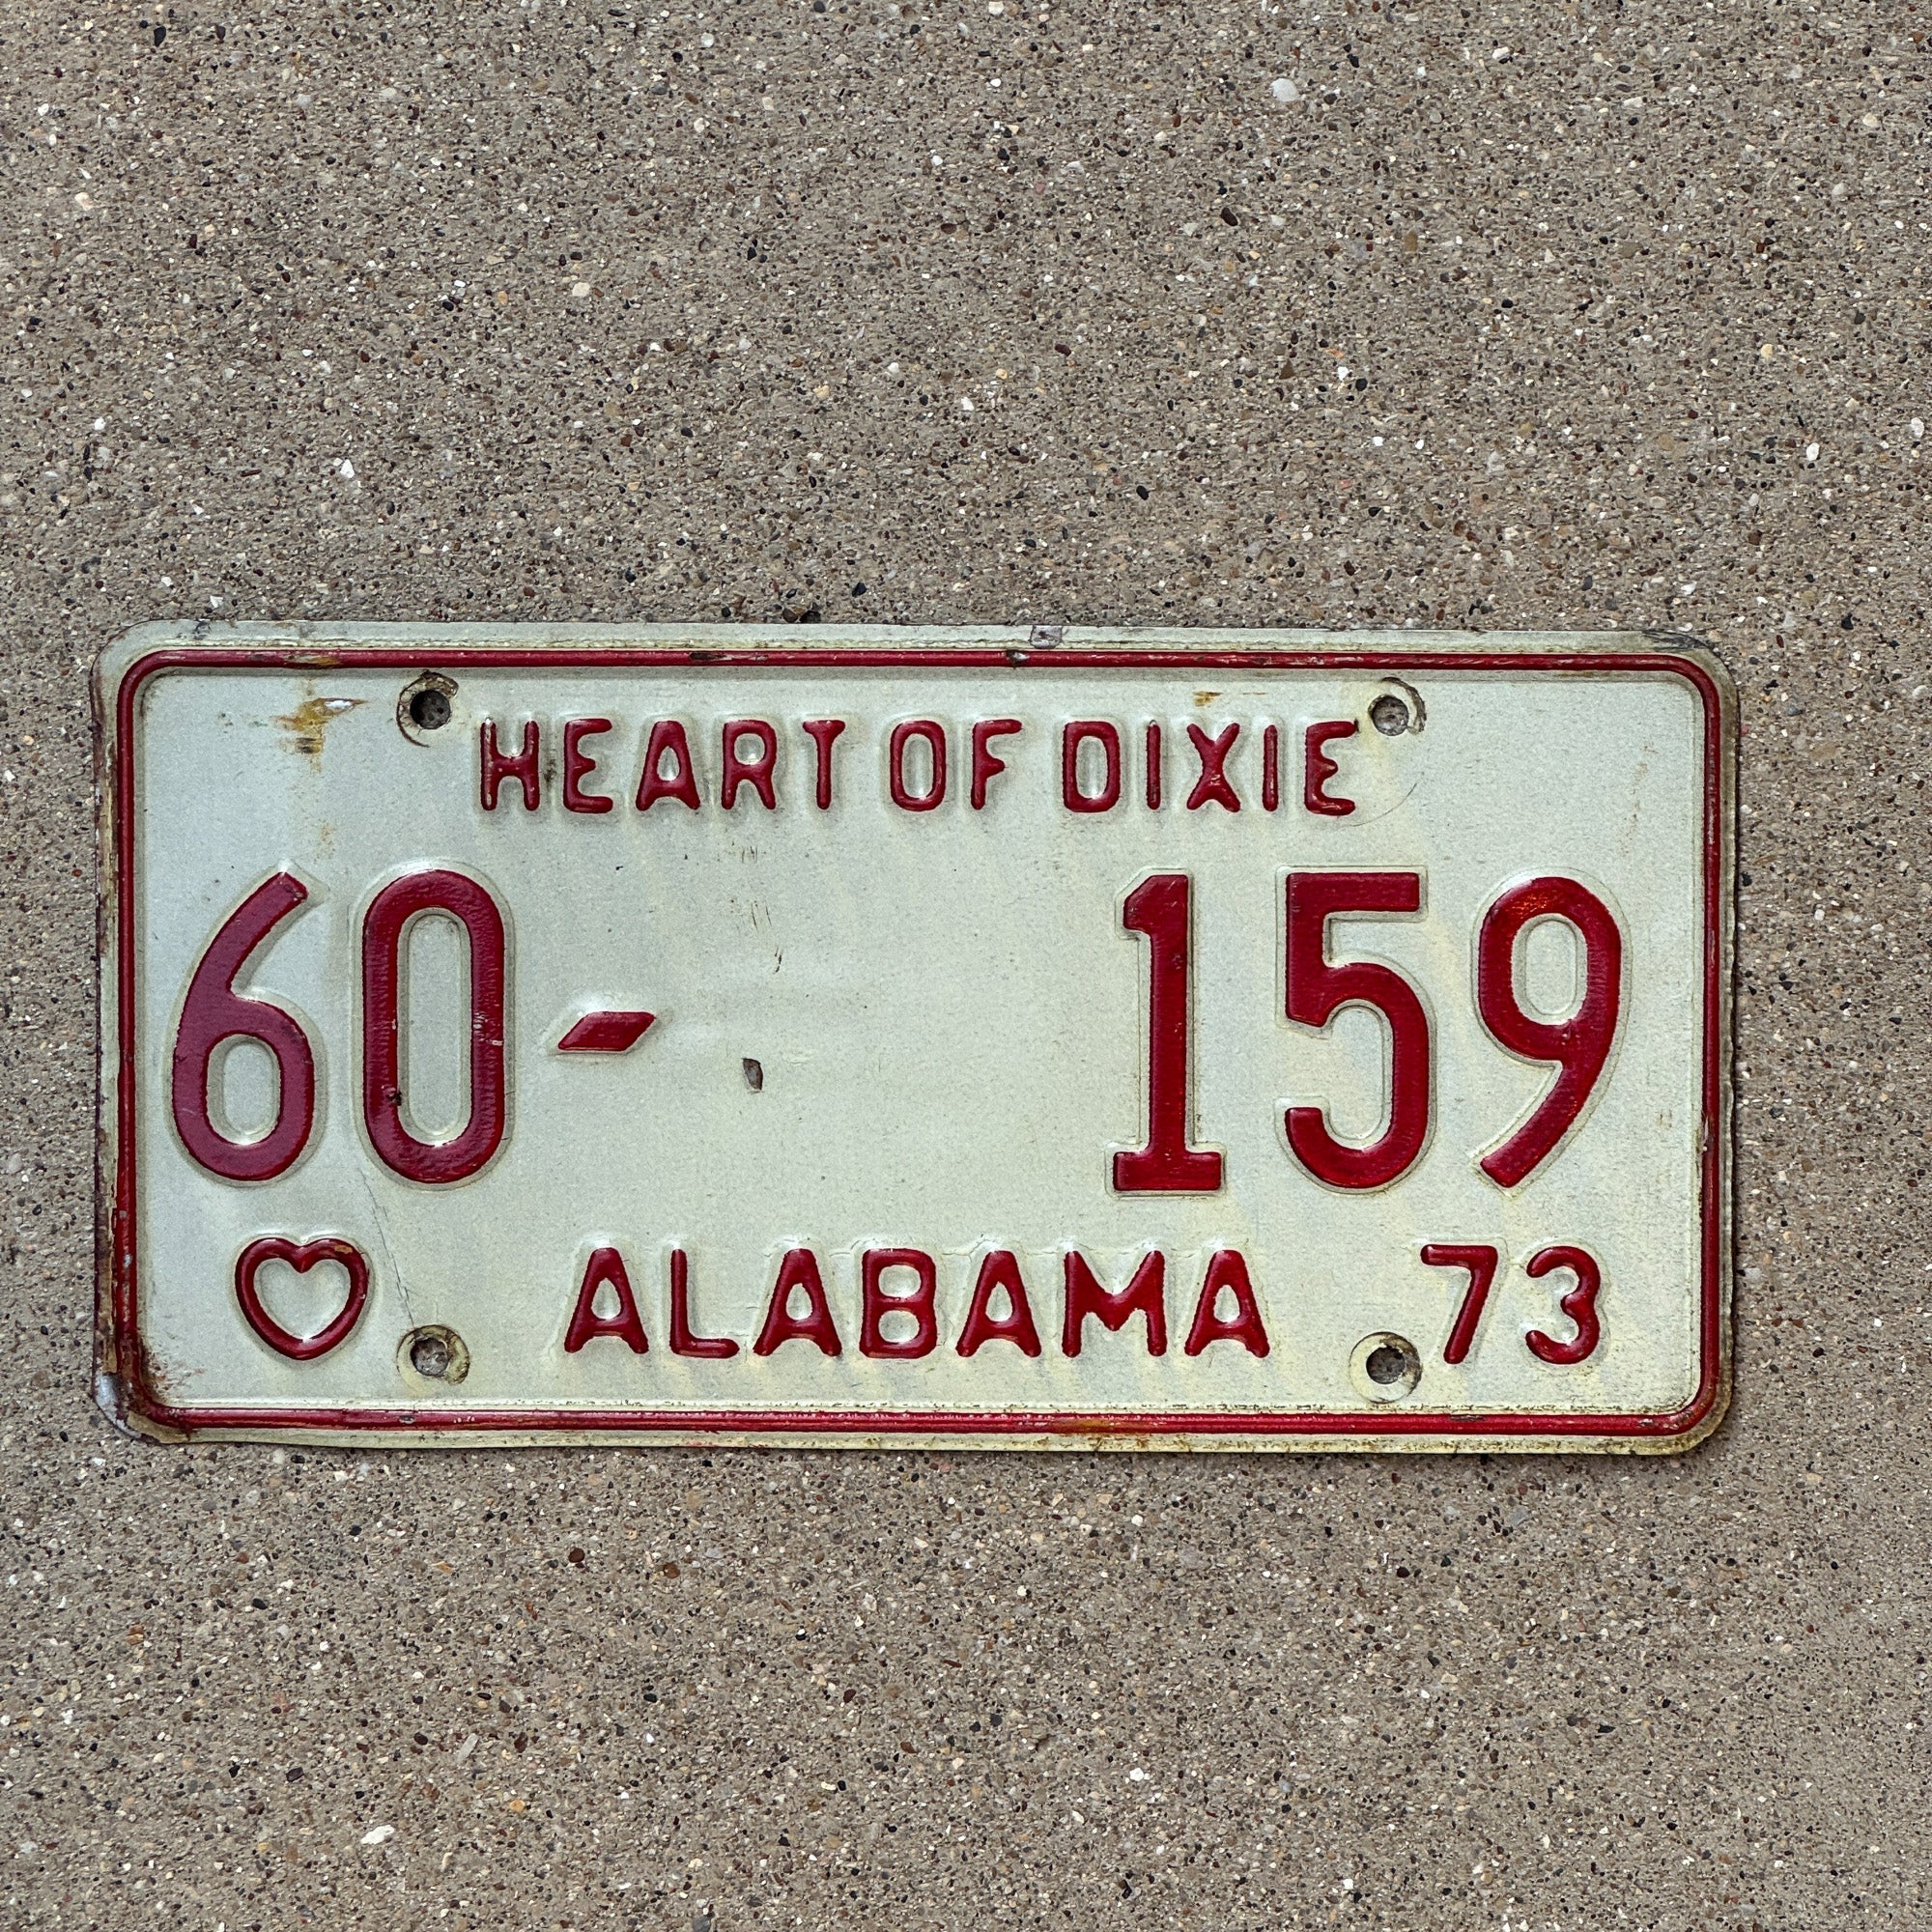 HEART OF DIXIE
60- 159
ALABAMA 73